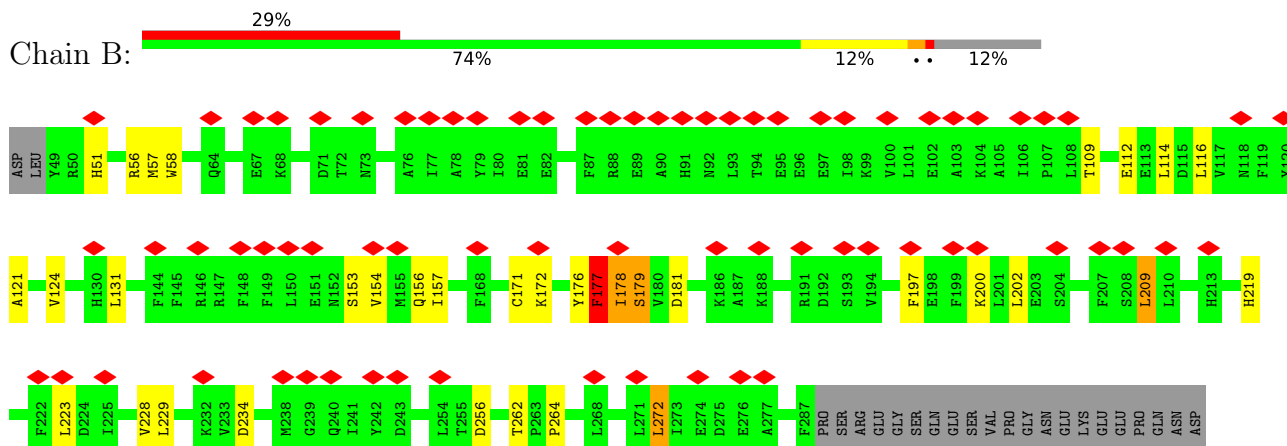 29%
Chain B:
74% 12% • • 12%
ASP LEU Y49 R50 H51 R56 M57 W58 Q64 E67 K68 D71 T72 N73 A76 I77 A78 Y79 I80 E81 E82 F87 R88 E89 A90 H91 N92 L93 T94 E95 E96 E97 I98 K99 V100 L101 E102 A103 K104 A105 I106 P107 L108 T109 E112 E113 L114 D115 L116 V117 N118 F119 Y120
A121 V124 H130 L131 F144 F145 R146 R147 F148 F149 L150 E151 N152 S153 V154 M155 Q156 I157 F168 C171 K172 Y176 F177 I178 S179 V180 D181 K186 A187 K188 R191 D192 S193 V194 F197 E198 F199 K200 L201 L202 E203 S204 F207 S208 L209 L210 H213 H219
F222 L223 D224 I225 V228 L229 K232 V233 D234 M238 G239 Q240 I241 Y242 D243 L254 T255 D256 T262 P263 P264 L268 L271 L272 I273 E274 D275 E276 A277 F287 PRO SER ARG GLU GLY SER GLN GLU SER VAL PRO GLY ASN GLU LYS GLU GLU PRO GLN ASN ASP